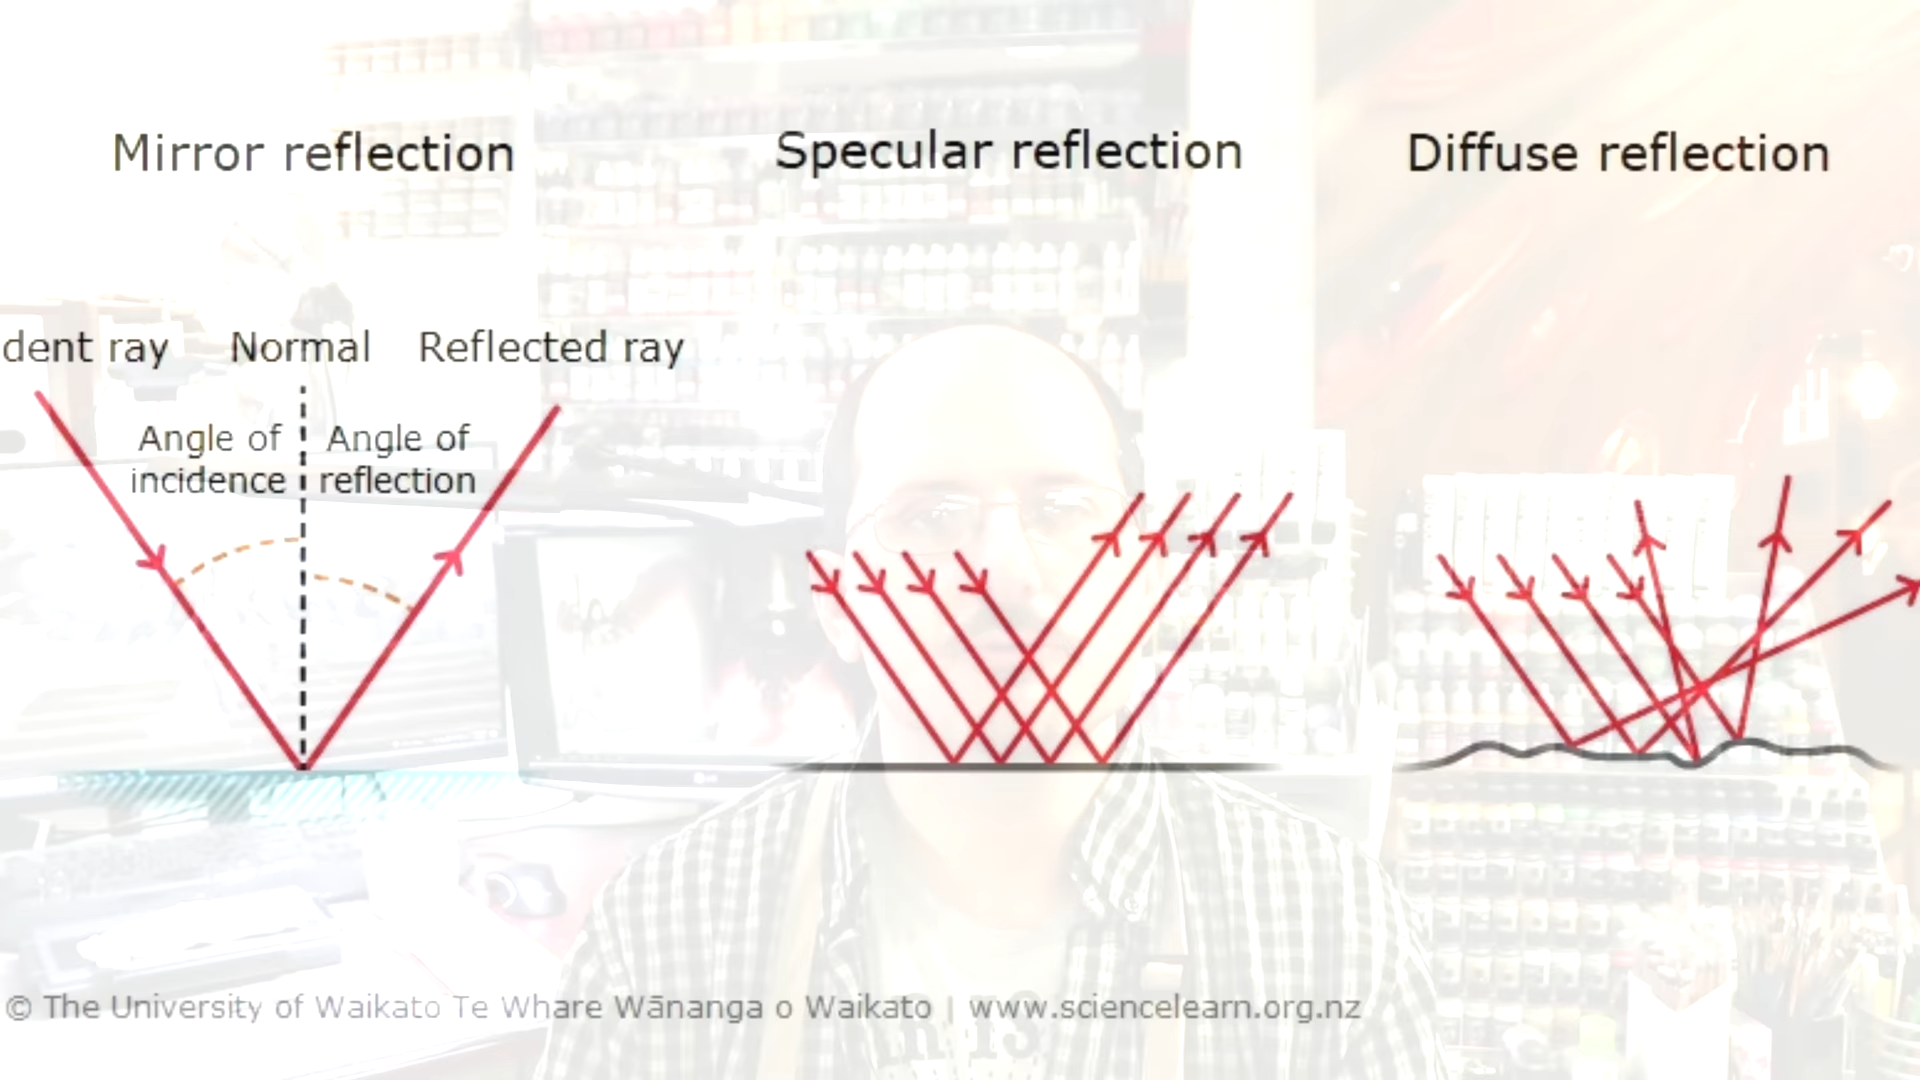 Mirror reflection
Specular reflection
Diffuse reflection
dent ray
Normal
Reflected ray
Angle of
incidence
Angle of
reflection
© The University of Waikato Te Whare Wānanga o Waikato | www.sciencelearn.org.nz